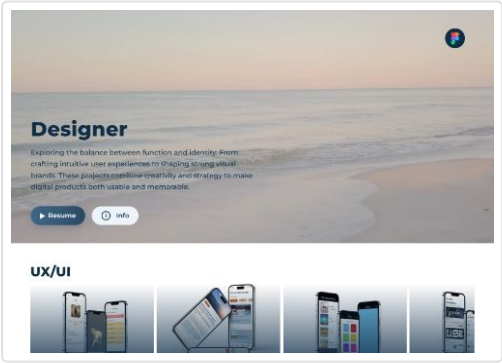 Designer
Exploring the balance between function and identity. From
crafting intuitive user experiences to shaping strong visual
brands. These projects combine creativity and strategy to make
digital products both usable and memorable.
Resume
Info
UX/UI